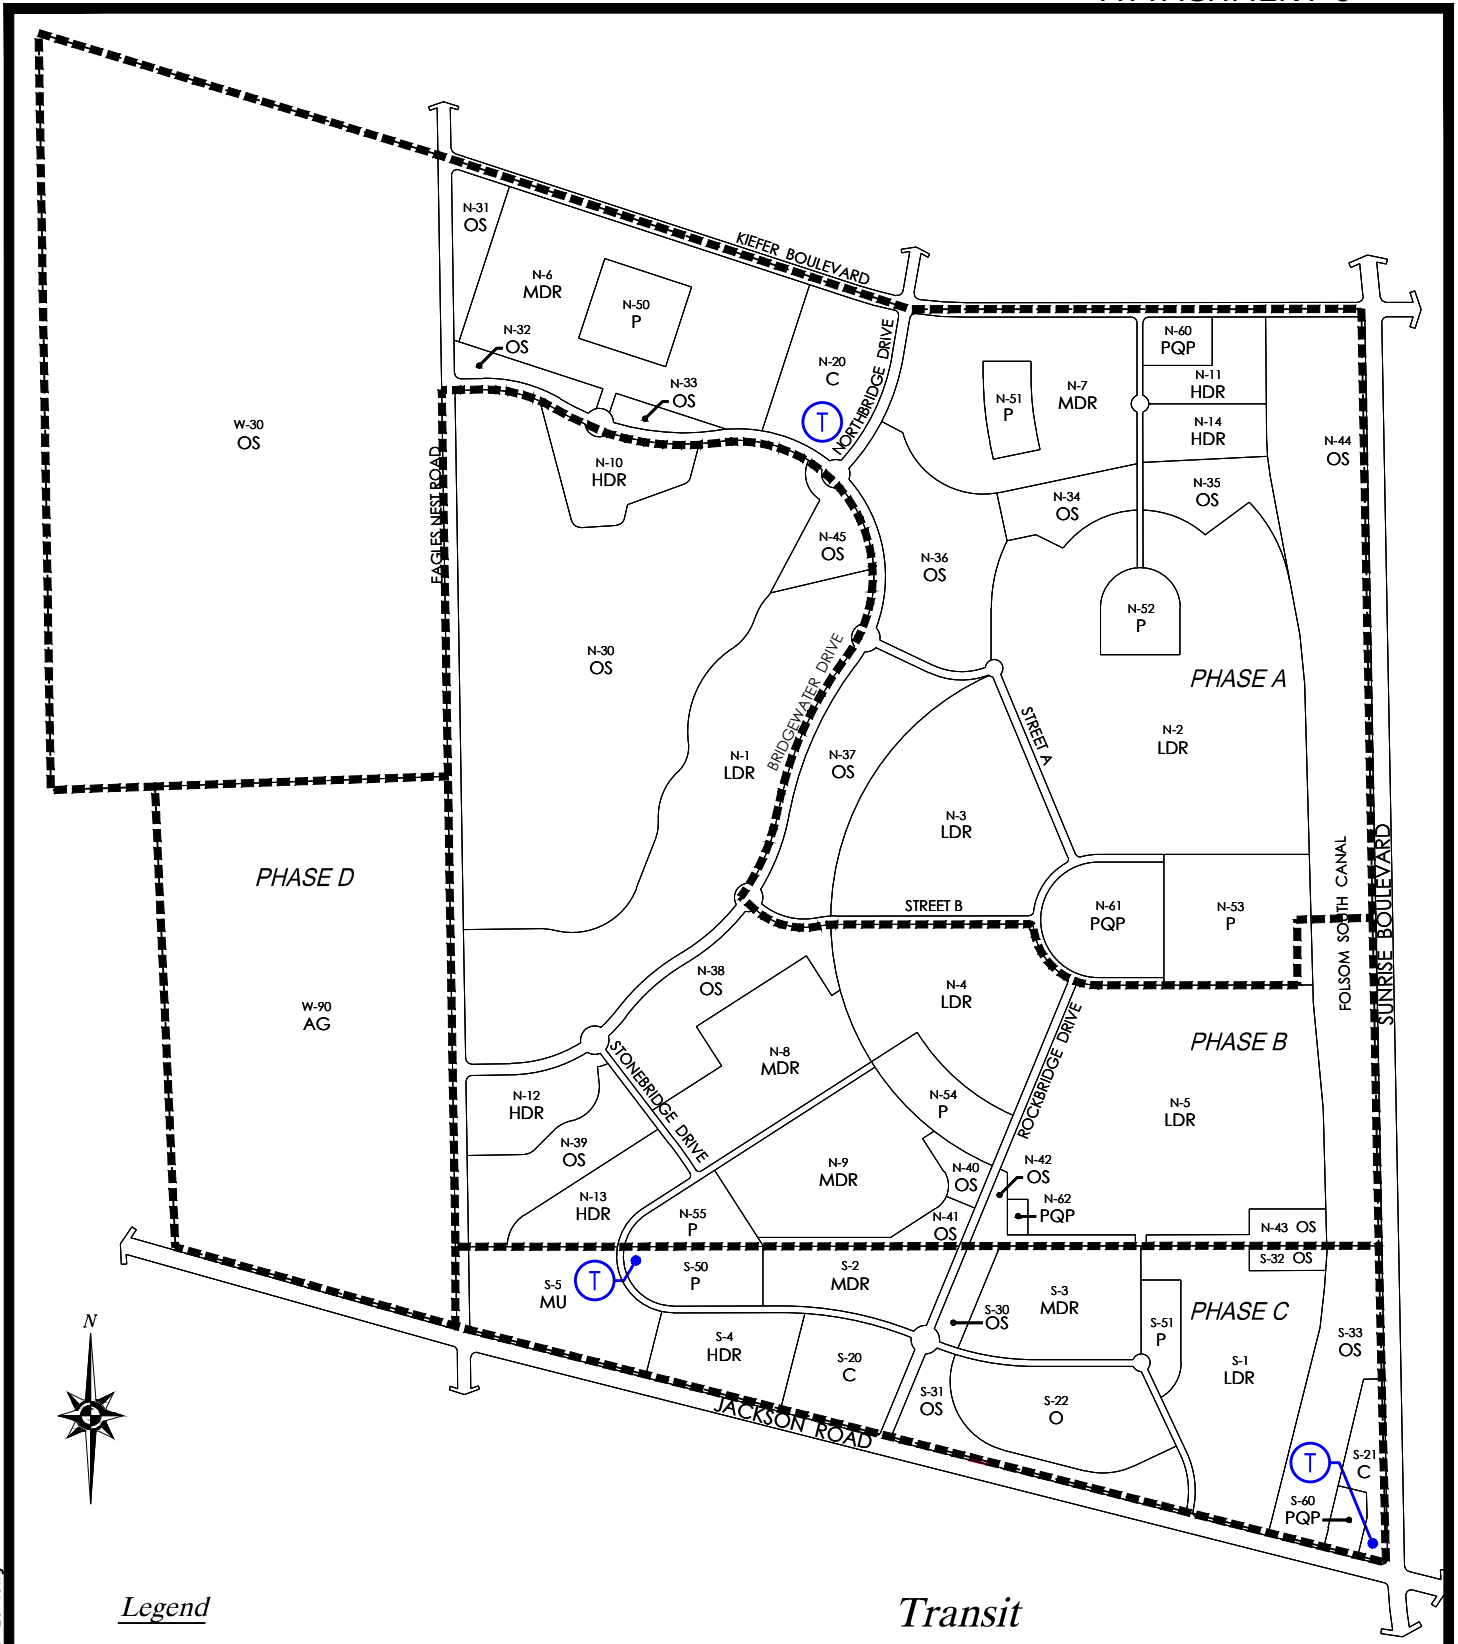 N-31
OS
KIEFER BOULEVARD
N-6
MDR
N-50
P
N-32
OS
N-33
OS
N-20
C
T
NORTHBRIDGE DRIVE
N-60
PQP
N-51
P
N-7
MDR
N-11
HDR
N-14
HDR
N-44
OS
W-30
OS
EAGLES NEST ROAD
N-10
HDR
N-45
OS
N-36
OS
N-34
OS
N-35
OS
N-52
P
N-30
OS
BRIDGEWATER DRIVE
PHASE A
N-1
LDR
N-37
OS
STREET A
N-2
LDR
N-3
LDR
PHASE D
STREET B
N-61
PQP
N-53
P
FOLSOM SOUTH CANAL
SUNRISE BOULEVARD
W-90
AG
N-38
OS
N-4
LDR
PHASE B
STONEBRIDGE DRIVE
N-8
MDR
ROCKBRIDGE DRIVE
N-12
HDR
N-54
P
N-5
LDR
N-39
OS
N-9
MDR
N-40
OS
N-42
OS
N-13
HDR
N-55
P
N-41
OS
N-62
PQP
N-43 OS
S-32 OS
S-5
MU
T
S-50
P
S-2
MDR
S-3
MDR
S-30
OS
PHASE C
S-51
P
S-4
HDR
S-20
C
S-1
LDR
S-33
OS
S-31
OS
S-22
O
JACKSON ROAD
N
T
S-21
C
S-60
PQP
Legend
Transit